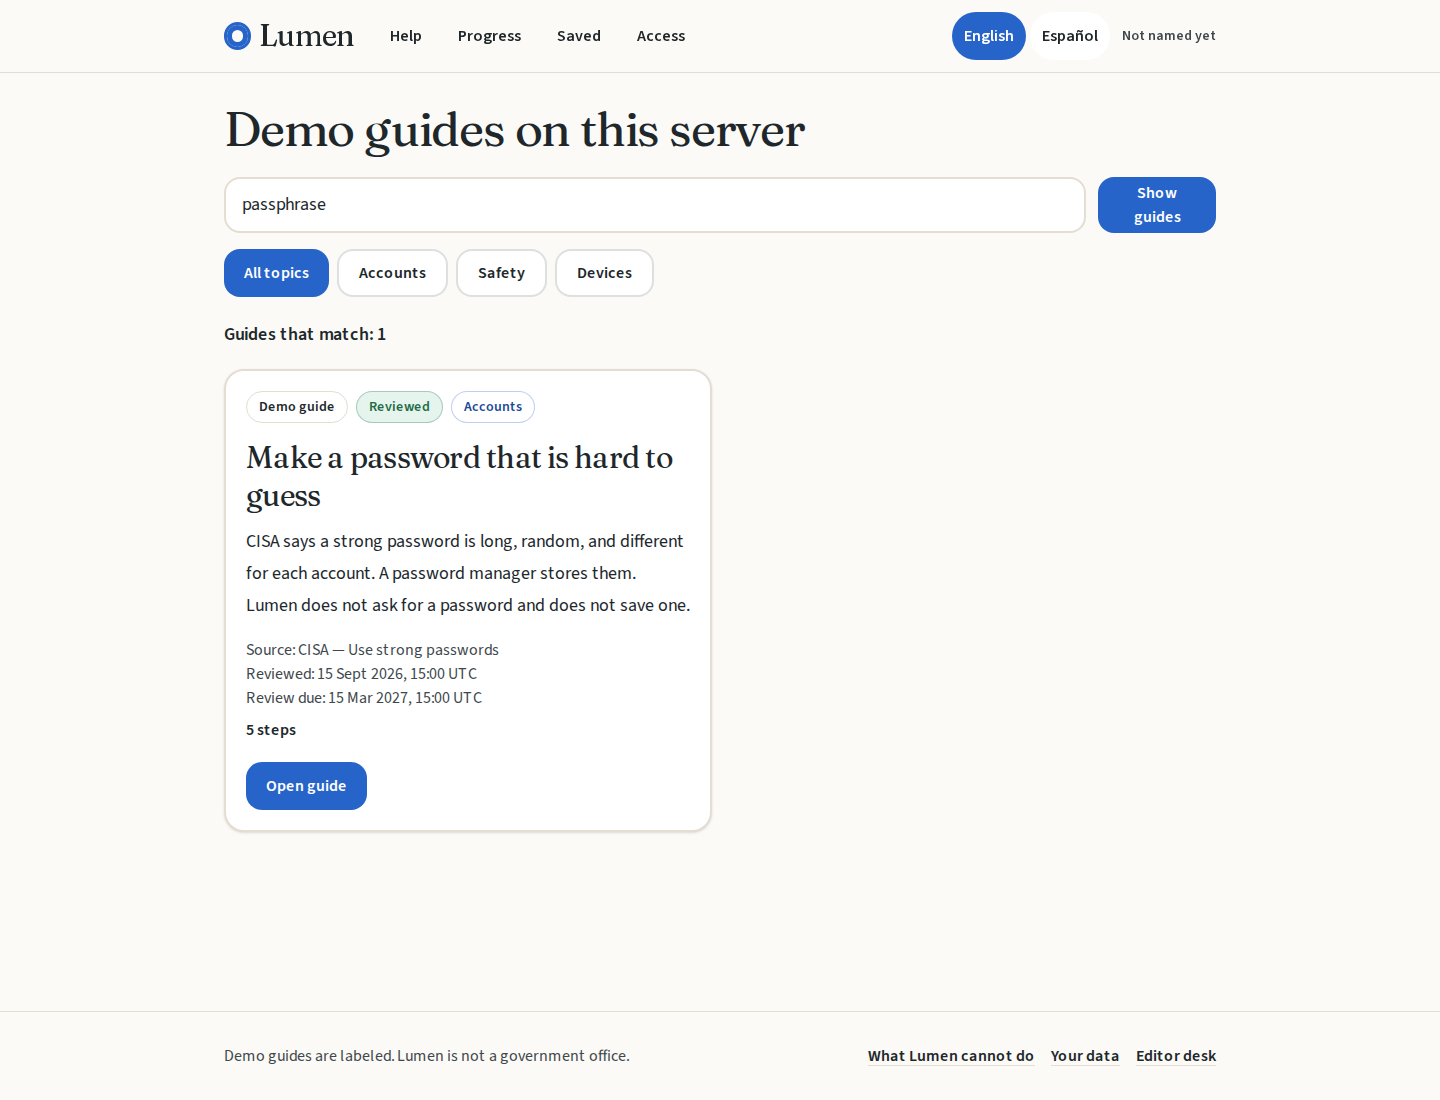 Lumen
Help
Progress
Saved
Access
English
Español
Not named yet
Demo guides on this server
passphrase
Show
guides
All topics
Accounts
Safety
Devices
Guides that match: 1
Demo guide
Reviewed
Accounts
Make a password that is hard to
guess
CISA says a strong password is long, random, and different
for each account. A password manager stores them.
Lumen does not ask for a password and does not save one.
Source: CISA — Use strong passwords
Reviewed: 15 Sept 2026, 15:00 UTC
Review due: 15 Mar 2027, 15:00 UTC
5 steps
Open guide
Demo guides are labeled. Lumen is not a government office.
What Lumen cannot do
Your data
Editor desk